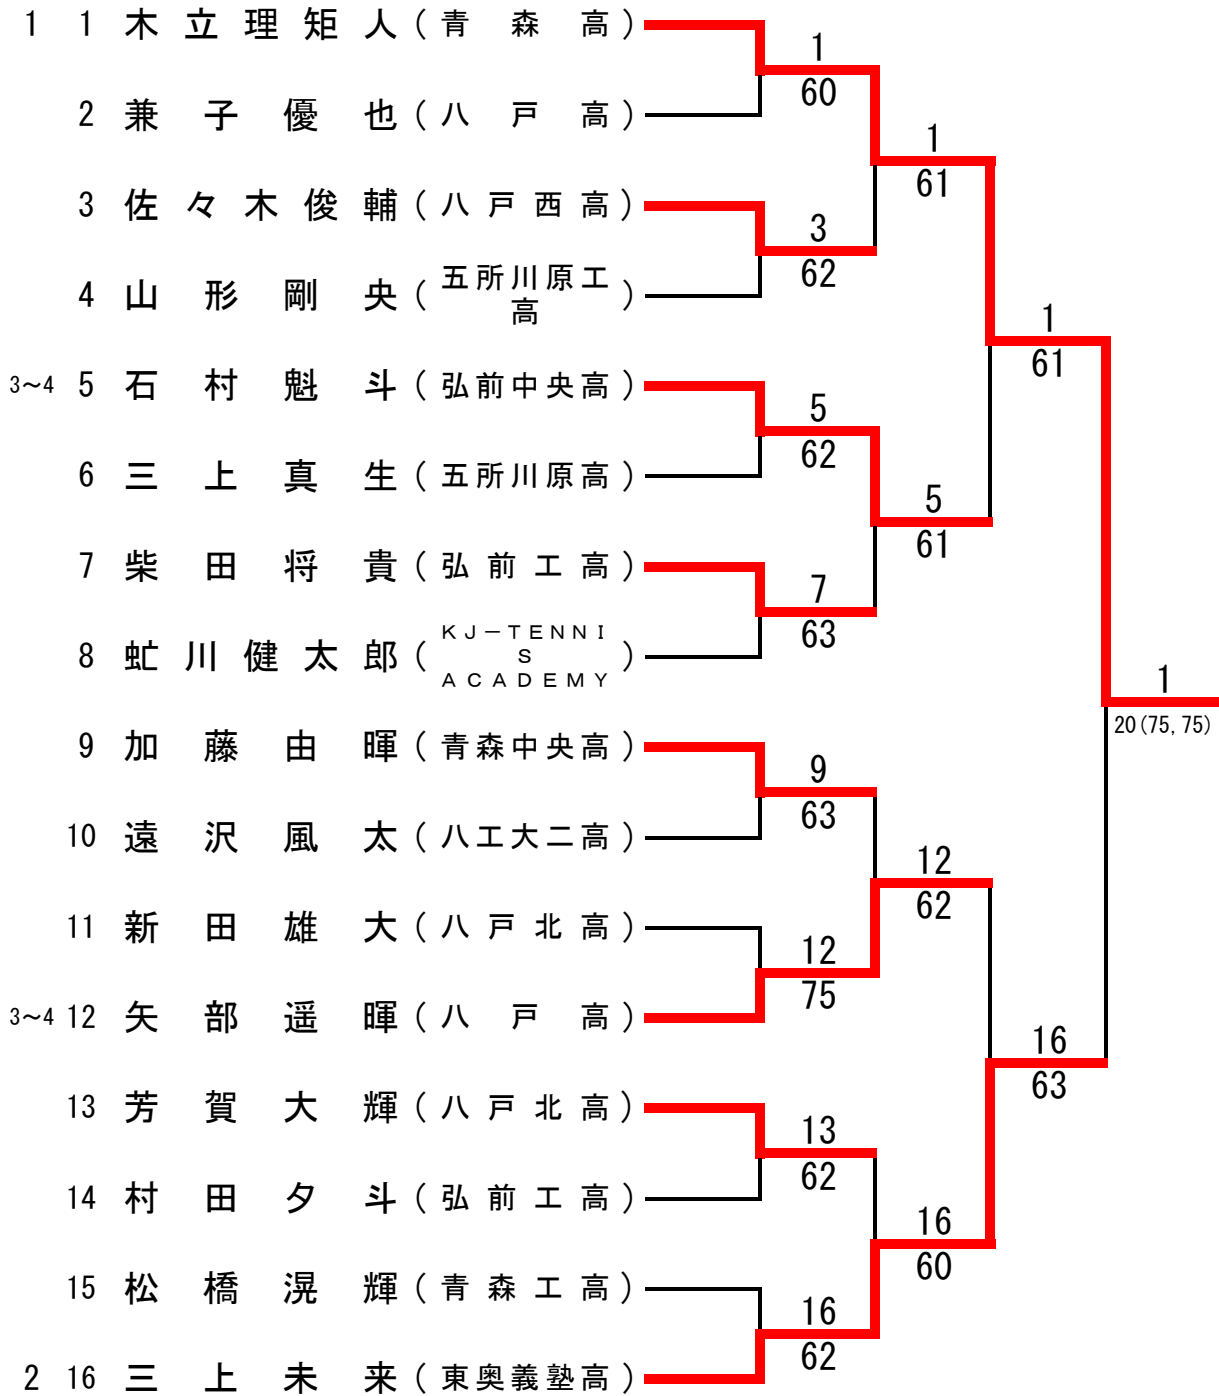 1 1 木立理矩人(青森高)
1
60
2 兼子優也(八戸高)
1
61
3 佐々木俊輔(八戸西高)
3
62
4 山形剛央(五所川原工
高)
1
61
3～4 5 石村魁斗(弘前中央高)
5
62
6 三上真生(五所川原高)
5
61
7 柴田将貴(弘前工高)
7
63
8 虻川健太郎(KJ－TENNI
S
ACADEMY)
1
20(75,75)
9 加藤由暉(青森中央高)
9
63
10 遠沢風太(八工大二高)
12
62
11 新田雄大(八戸北高)
12
75
3～4 12 矢部遥暉(八戸高)
16
63
13 芳賀大輝(八戸北高)
13
62
14 村田夕斗(弘前工高)
16
60
15 松橋滉輝(青森工高)
16
62
2 16 三上未来(東奥義塾高)